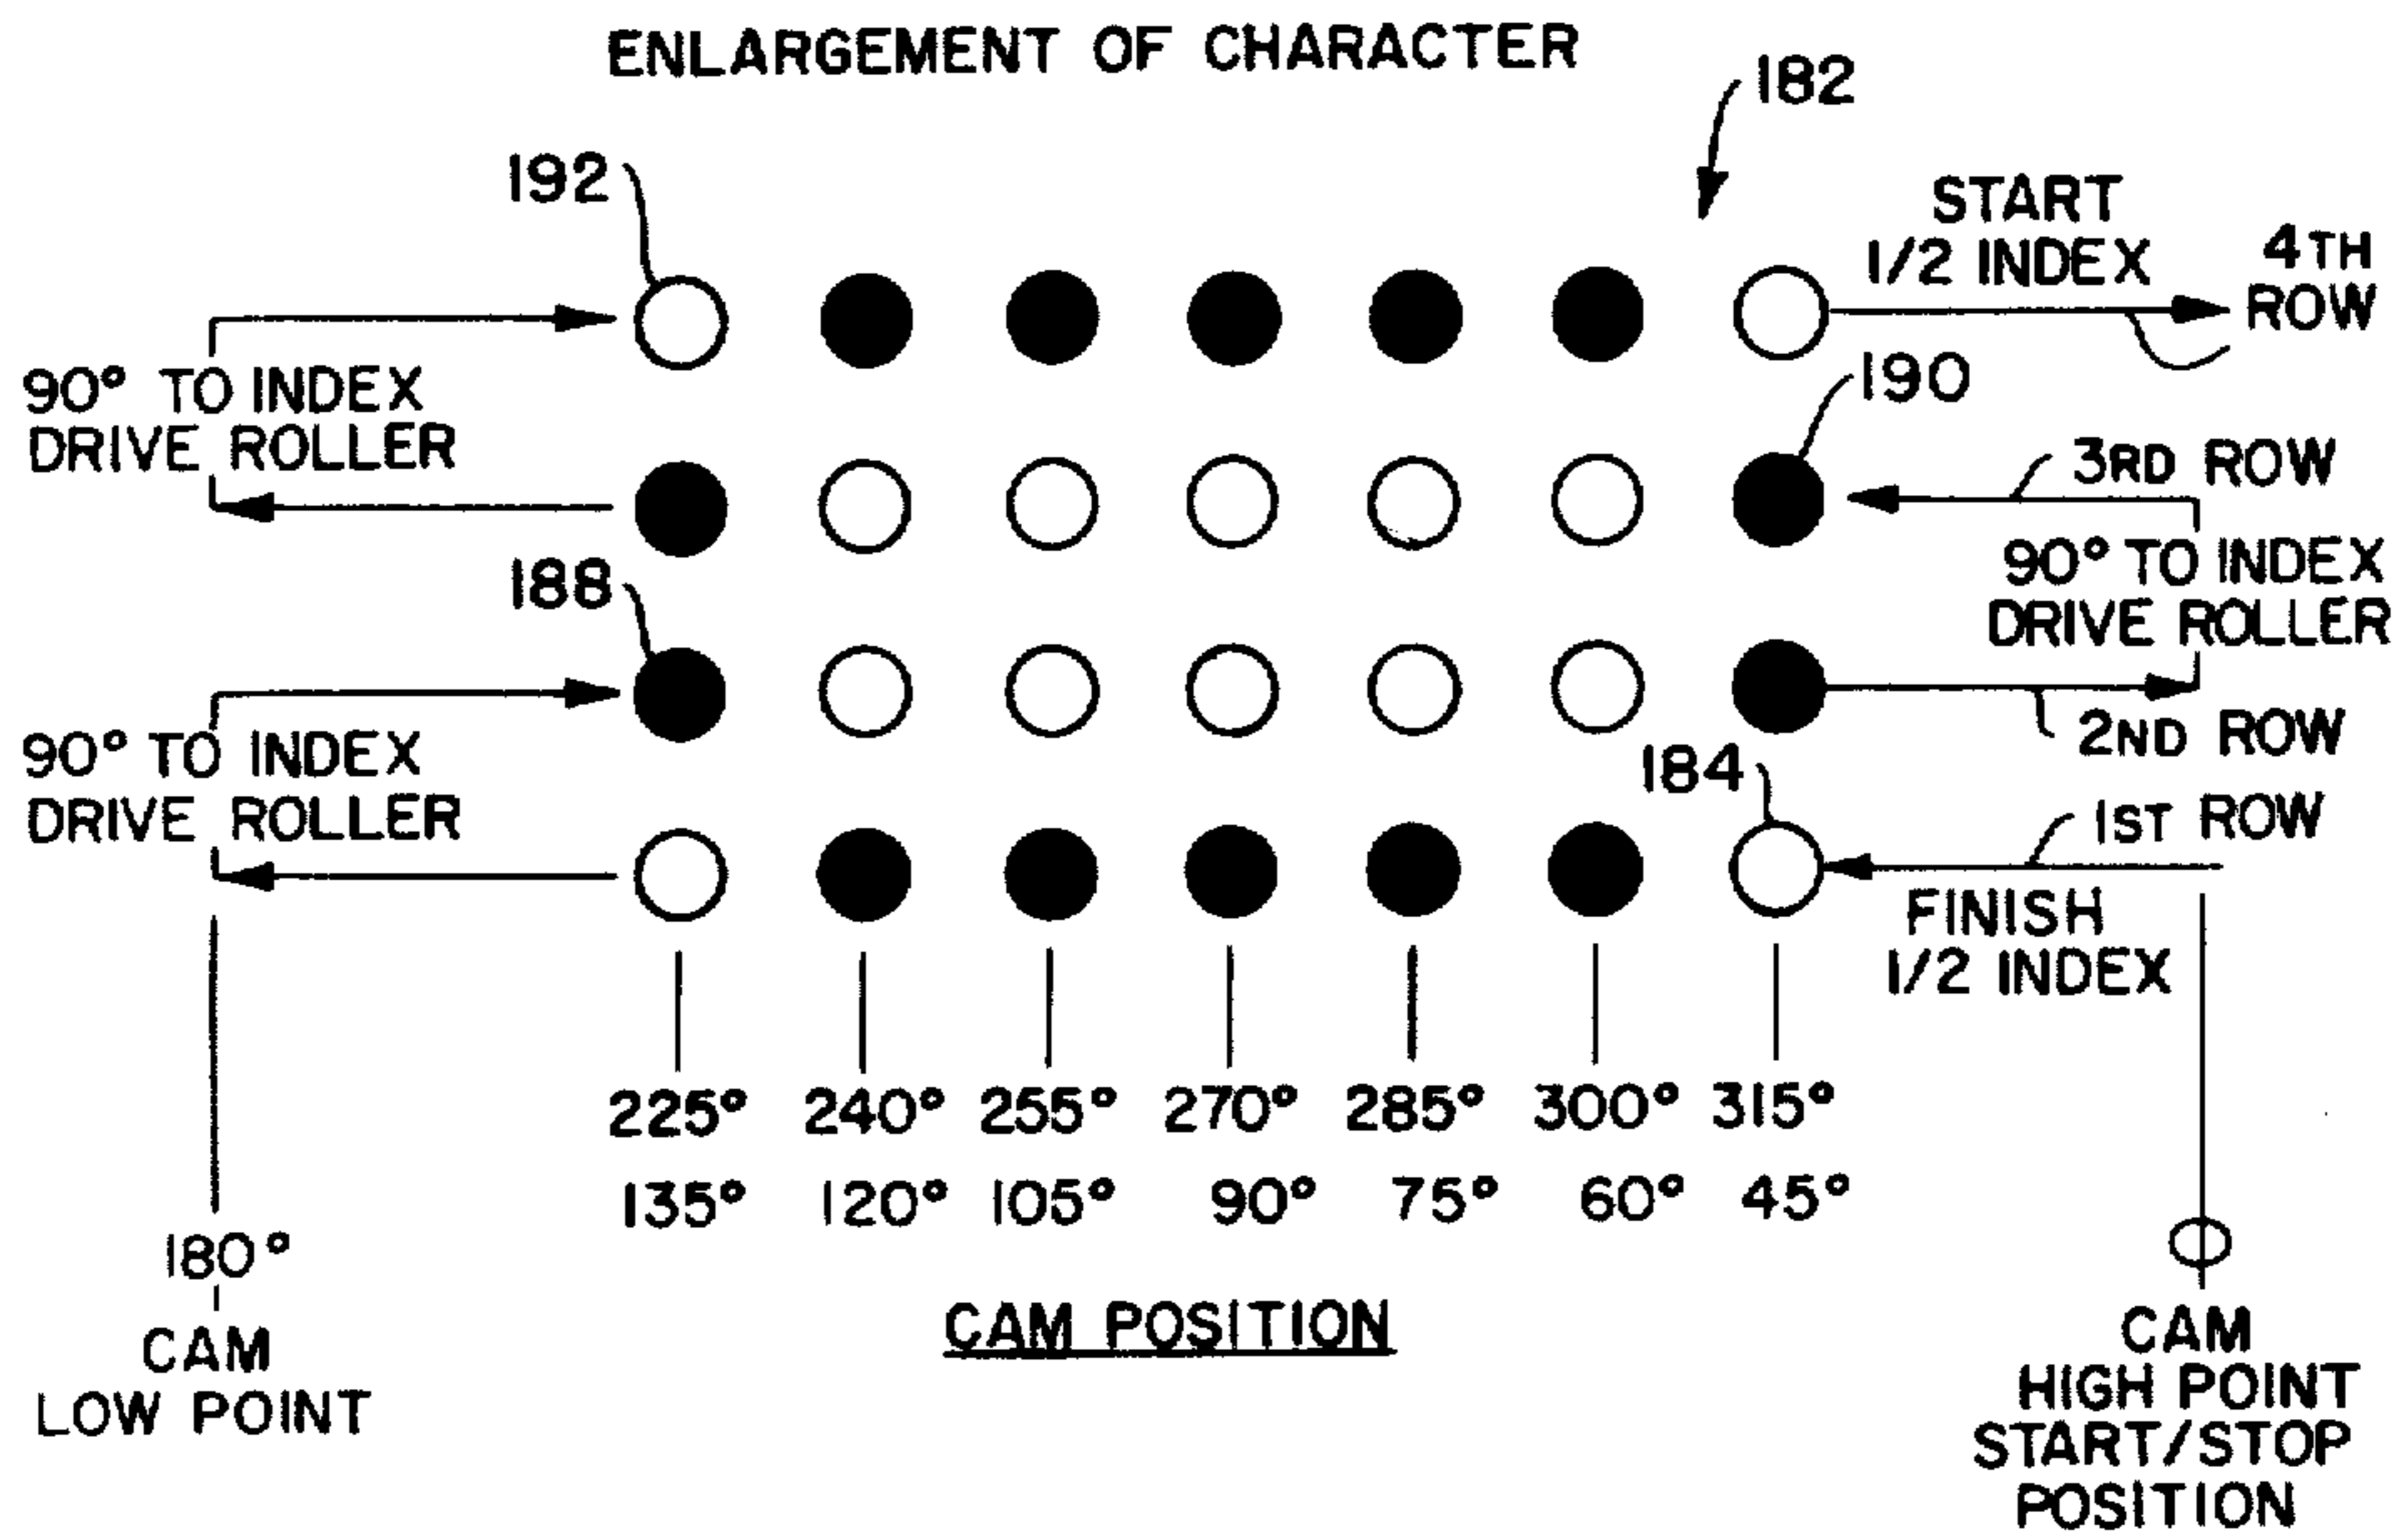 ENLARGEMENT OF CHARACTER
182
192
START
1/2 INDEX
4TH
ROW
90° TO INDEX
DRIVE ROLLER
190
3RD ROW
188
90° TO INDEX
DRIVE ROLLER
2ND ROW
90° TO INDEX
DRIVE ROLLER
184
1ST ROW
FINISH
1/2 INDEX
225° 240° 255° 270° 285° 300° 315°
135° 120° 105° 90° 75° 60° 45°
180°
CAM
LOW POINT
CAM POSITION
0
CAM
HIGH POINT
START/STOP
POSITION